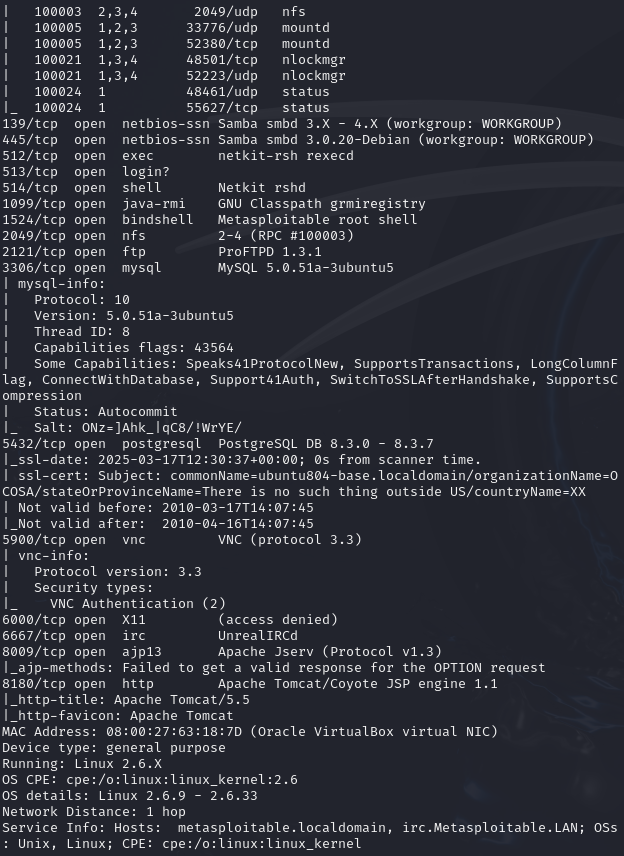 |   100003  2,3,4       2049/udp   nfs
|   100005  1,2,3      33776/udp   mountd
|   100005  1,2,3      52380/tcp   mountd
|   100021  1,3,4      48501/tcp   nlockmgr
|   100021  1,3,4      52223/udp   nlockmgr
|   100024  1          48461/udp   status
|_  100024  1          55627/tcp   status
139/tcp  open  netbios-ssn Samba smbd 3.X - 4.X (workgroup: WORKGROUP)
445/tcp  open  netbios-ssn Samba smbd 3.0.20-Debian (workgroup: WORKGROUP)
512/tcp  open  exec        netkit-rsh rexecd
513/tcp  open  login?
514/tcp  open  shell       Netkit rshd
1099/tcp open  java-rmi    GNU Classpath grmiregistry
1524/tcp open  bindshell   Metasploitable root shell
2049/tcp open  nfs         2-4 (RPC #100003)
2121/tcp open  ftp         ProFTPD 1.3.1
3306/tcp open  mysql       MySQL 5.0.51a-3ubuntu5
| mysql-info:
|   Protocol: 10
|   Version: 5.0.51a-3ubuntu5
|   Thread ID: 8
|   Capabilities flags: 43564
|   Some Capabilities: Speaks41ProtocolNew, SupportsTransactions, LongColumnF
lag, ConnectWithDatabase, Support41Auth, SwitchToSSLAfterHandshake, SupportsC
ompression
|   Status: Autocommit
|_  Salt: ONz=]Ahk_|qC8/!WrYE/
5432/tcp open  postgresql  PostgreSQL DB 8.3.0 - 8.3.7
|_ssl-date: 2025-03-17T12:30:37+00:00; 0s from scanner time.
| ssl-cert: Subject: commonName=ubuntu804-base.localdomain/organizationName=O
COSA/stateOrProvinceName=There is no such thing outside US/countryName=XX
| Not valid before: 2010-03-17T14:07:45
|_Not valid after:  2010-04-16T14:07:45
5900/tcp open  vnc         VNC (protocol 3.3)
| vnc-info:
|   Protocol version: 3.3
|   Security types:
|_    VNC Authentication (2)
6000/tcp open  X11         (access denied)
6667/tcp open  irc         UnrealIRCd
8009/tcp open  ajp13       Apache Jserv (Protocol v1.3)
|_ajp-methods: Failed to get a valid response for the OPTION request
8180/tcp open  http        Apache Tomcat/Coyote JSP engine 1.1
|_http-title: Apache Tomcat/5.5
|_http-favicon: Apache Tomcat
MAC Address: 08:00:27:63:18:7D (Oracle VirtualBox virtual NIC)
Device type: general purpose
Running: Linux 2.6.X
OS CPE: cpe:/o:linux:linux_kernel:2.6
OS details: Linux 2.6.9 - 2.6.33
Network Distance: 1 hop
Service Info: Hosts:  metasploitable.localdomain, irc.Metasploitable.LAN; OSs
: Unix, Linux; CPE: cpe:/o:linux:linux_kernel